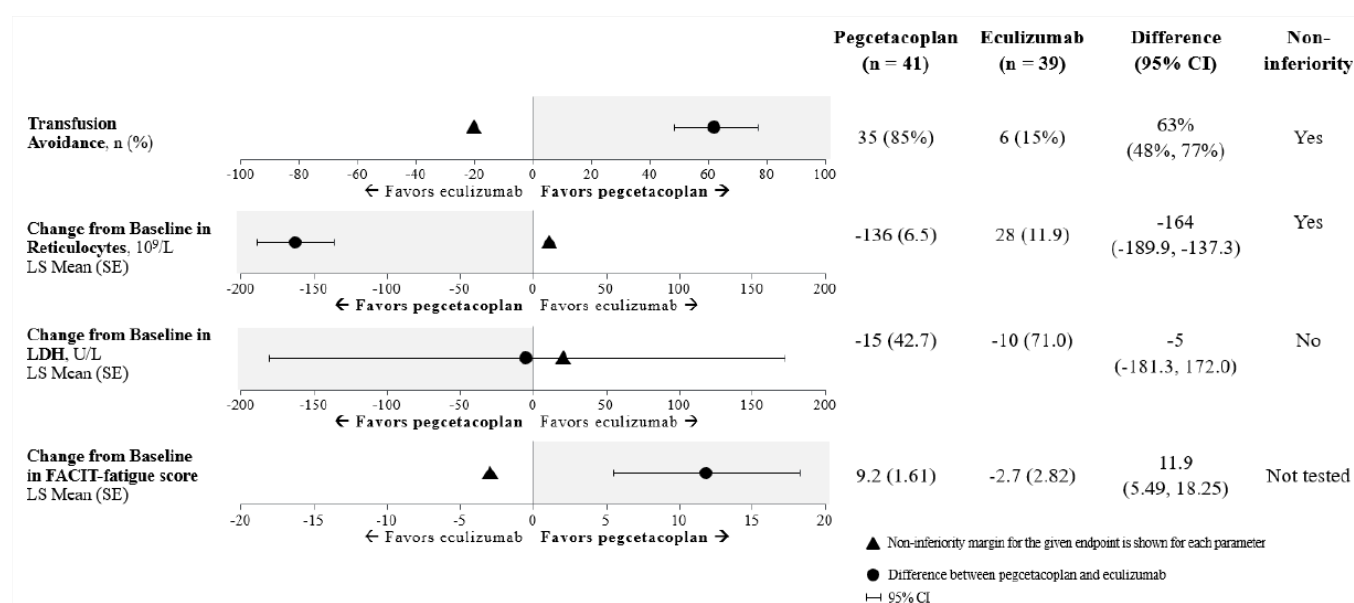 Pegcetacoplan Eculizumab Difference Non-
(n = 41) (n = 39) (95% CI) inferiority
Transfusion
Avoidance, n (%)
35 (85%) 6 (15%) 63%
(48%, 77%) Yes
-100 -80 -60 -40 -20 0 20 40 60 80 100
← Favors eculizumab Favors pegcetacoplan →
Change from Baseline in
Reticulocytes, 10⁹/L
LS Mean (SE)
-136 (6.5) 28 (11.9) -164
(-189.9, -137.3) Yes
-200 -150 -100 -50 0 50 100 150 200
← Favors pegcetacoplan Favors eculizumab →
Change from Baseline in
LDH, U/L
LS Mean (SE)
-15 (42.7) -10 (71.0) -5
(-181.3, 172.0) No
-200 -150 -100 -50 0 50 100 150 200
← Favors pegcetacoplan Favors eculizumab →
Change from Baseline
in FACIT-fatigue score
LS Mean (SE)
9.2 (1.61) -2.7 (2.82) 11.9
(5.49, 18.25) Not tested
-20 -15 -10 -5 0 5 10 15 20
← Favors eculizumab Favors pegcetacoplan →
▲ Non-inferiority margin for the given endpoint is shown for each parameter
● Difference between pegcetacoplan and eculizumab
95% CI